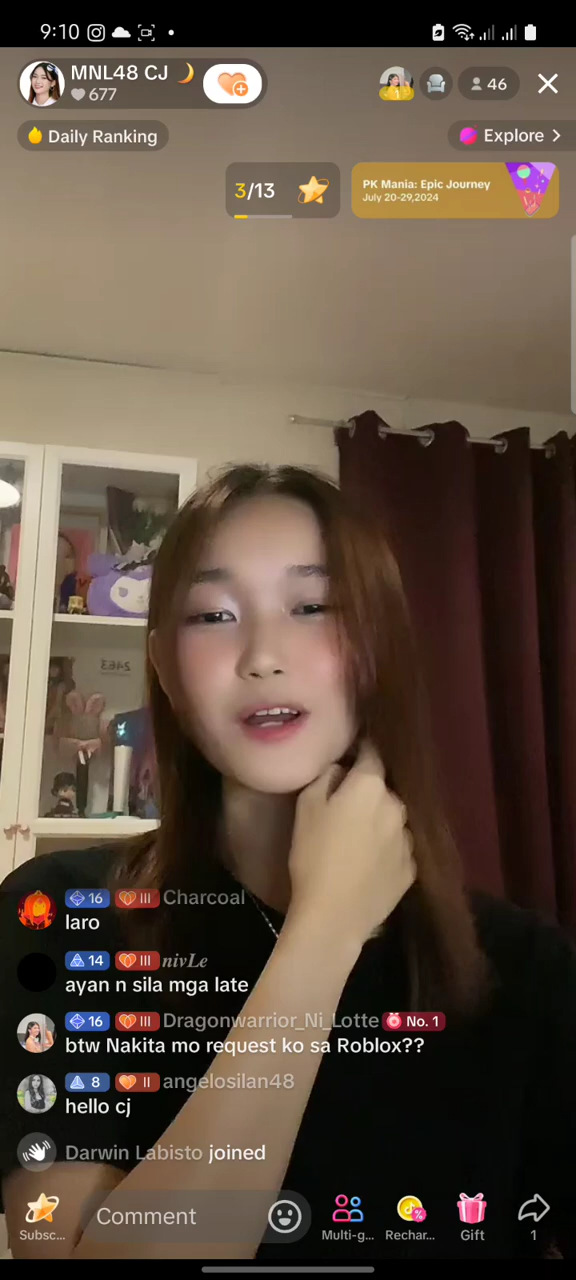 9:10
MNL48 CJ 🌙
677
46
Daily Ranking
Explore >
3/13
PK Mania: Epic Journey
July 20-29,2024
2463
16 III Charcoal
laro
14 III nivLe
ayan n sila mga late
16 III Dragonwarrior_Ni_Lotte No. 1
btw Nakita mo request ko sa Roblox??
8 II angelosilan48
hello cj
Darwin Labisto joined
Subsc...
Comment
Multi-g...
Rechar...
Gift
1